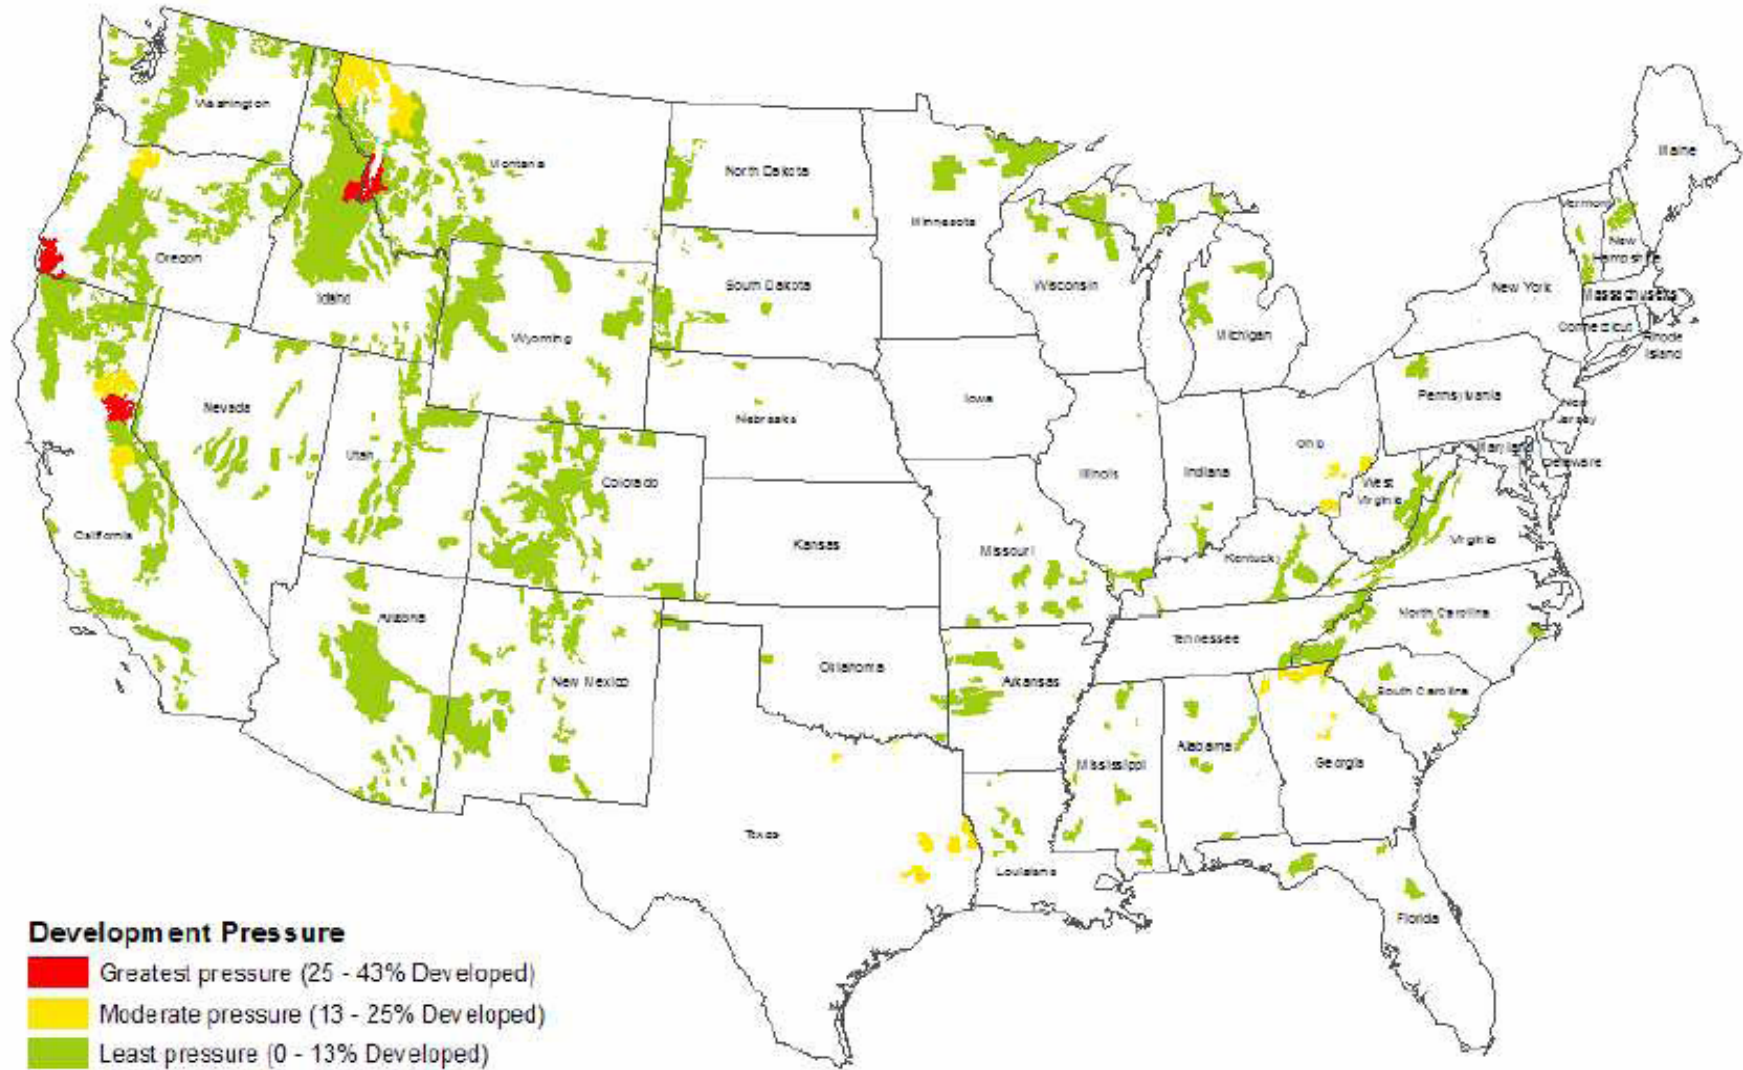 Maine
Washington
Montana
North Dakota
Minnesota
Vermont
New
Hampshire
Oregon
Idaho
South Dakota
Wisconsin
New York
Massachusetts
Michigan
Connecticut
Rhode
Island
Wyoming
Nevada
Nebraska
Iowa
Pennsylvania
New
Jersey
Utah
Colorado
Illinois
Indiana
Ohio
Maryland
Delaware
West
Virginia
California
Kansas
Missouri
Kentucky
Virginia
Arizona
New Mexico
Oklahoma
Arkansas
Tennessee
North Carolina
South Carolina
Texas
Mississippi
Alabama
Georgia
Louisiana
Florida
Development Pressure
Greatest pressure (25 - 43% Developed)
Moderate pressure (13 - 25% Developed)
Least pressure (0 - 13% Developed)